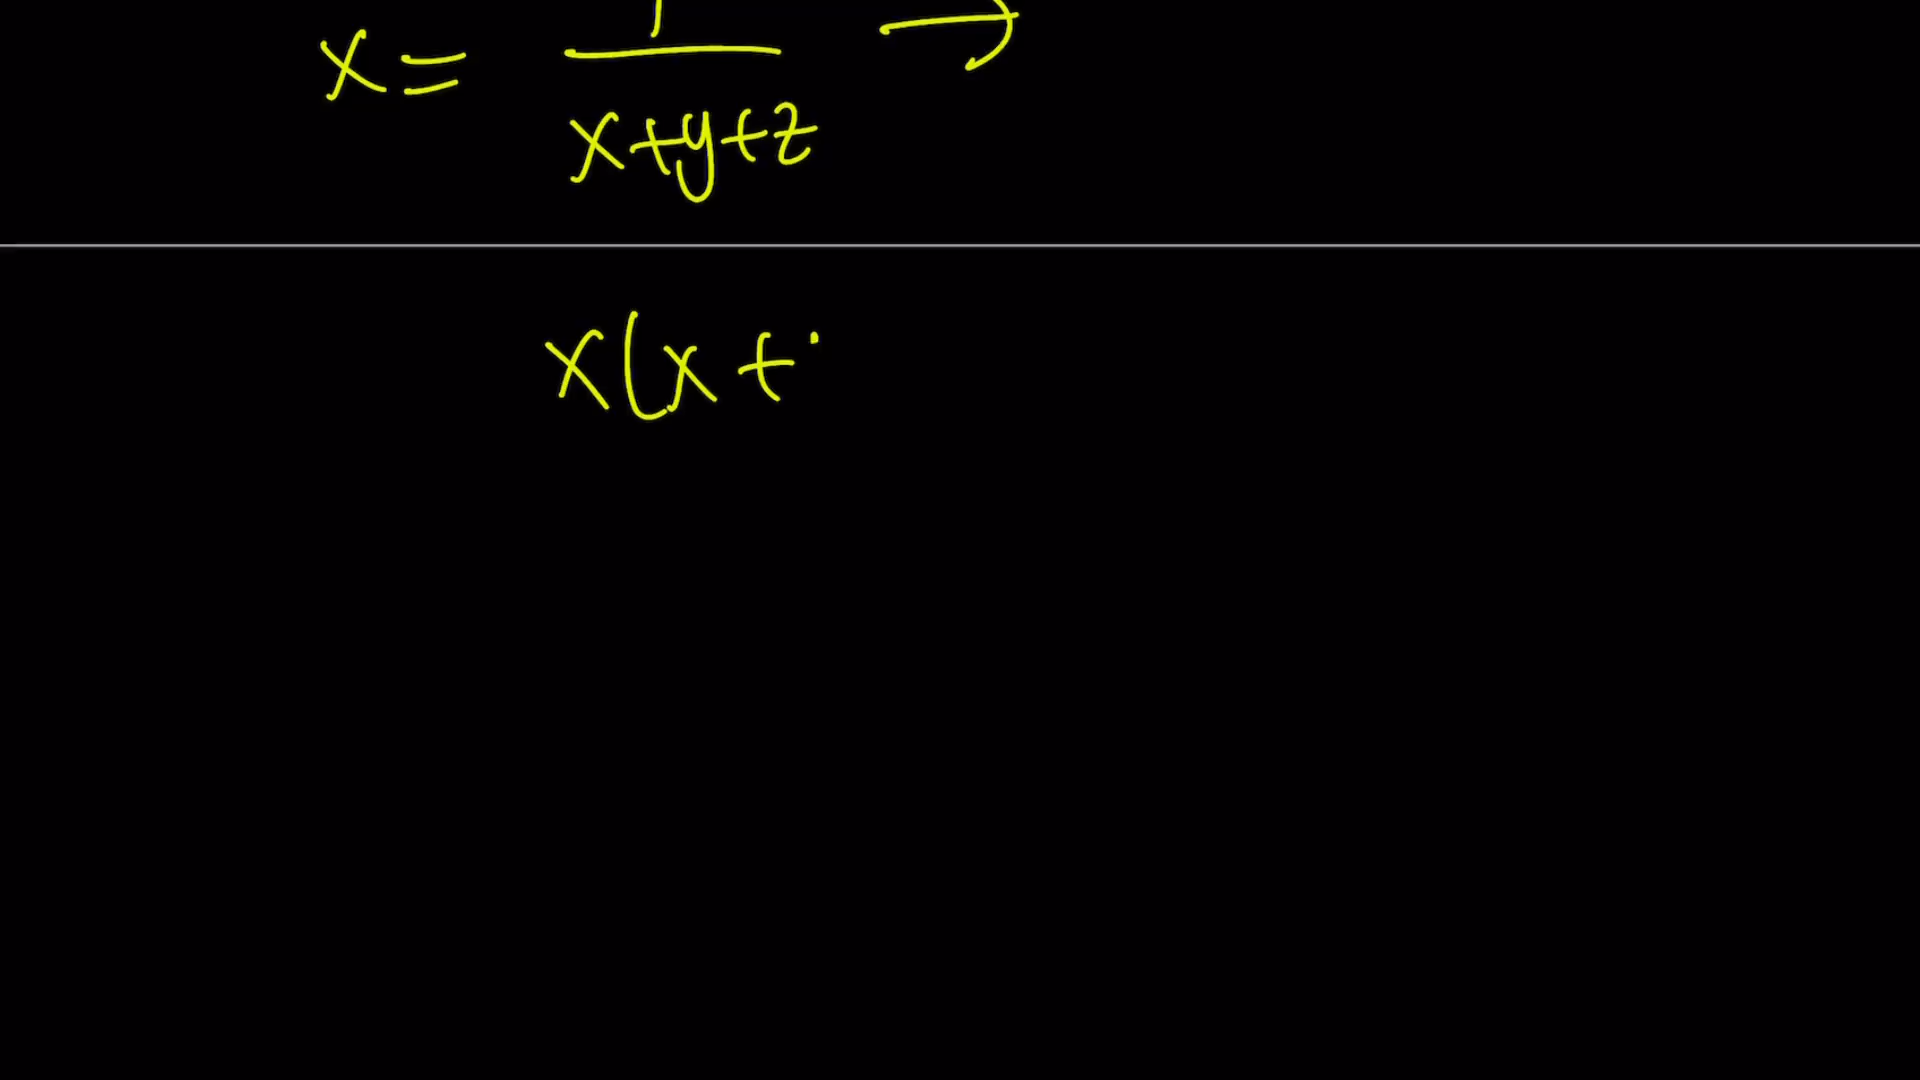 x = 1/(x+y+z) →
x(x +